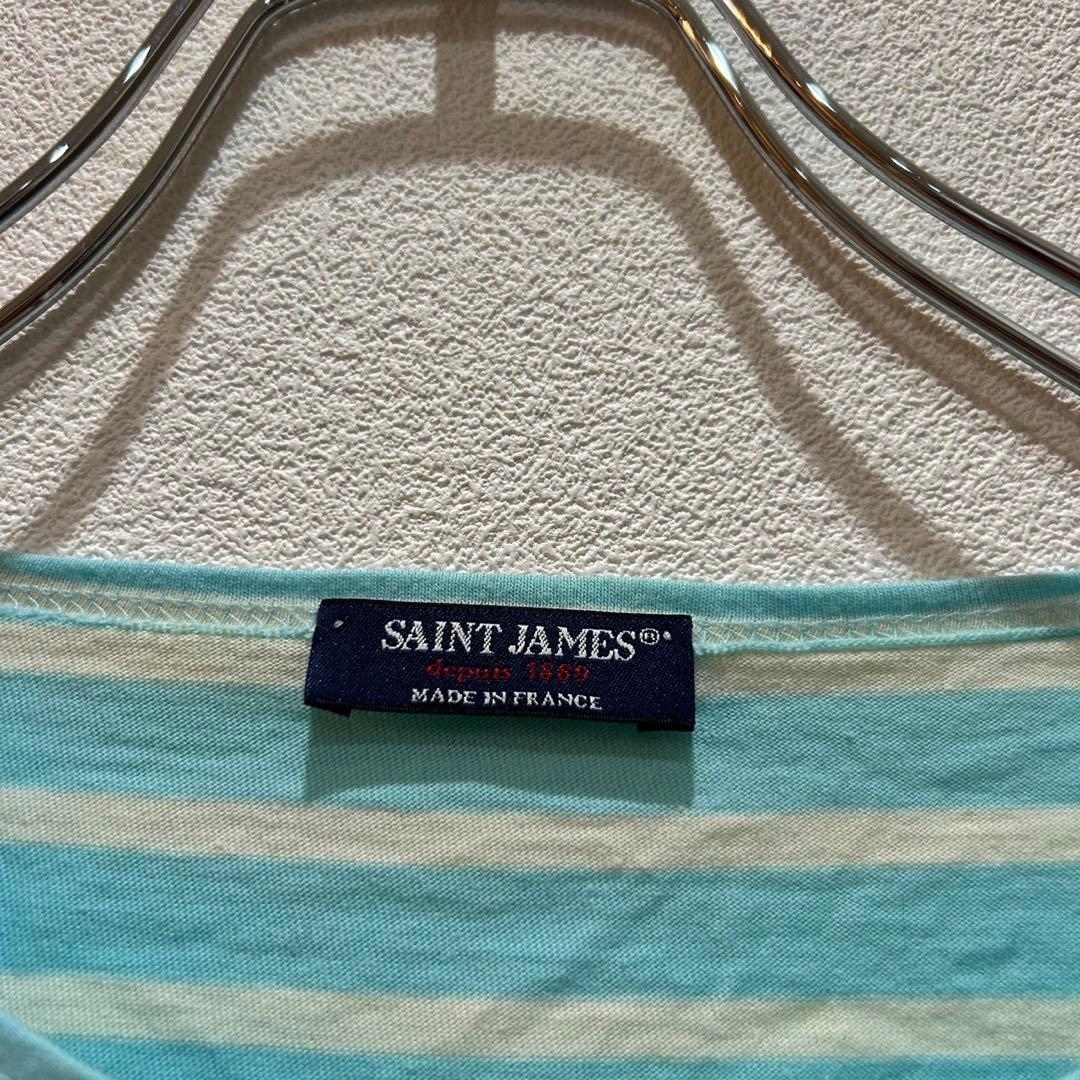 SAINT JAMES®
depuis 1889
MADE IN FRANCE